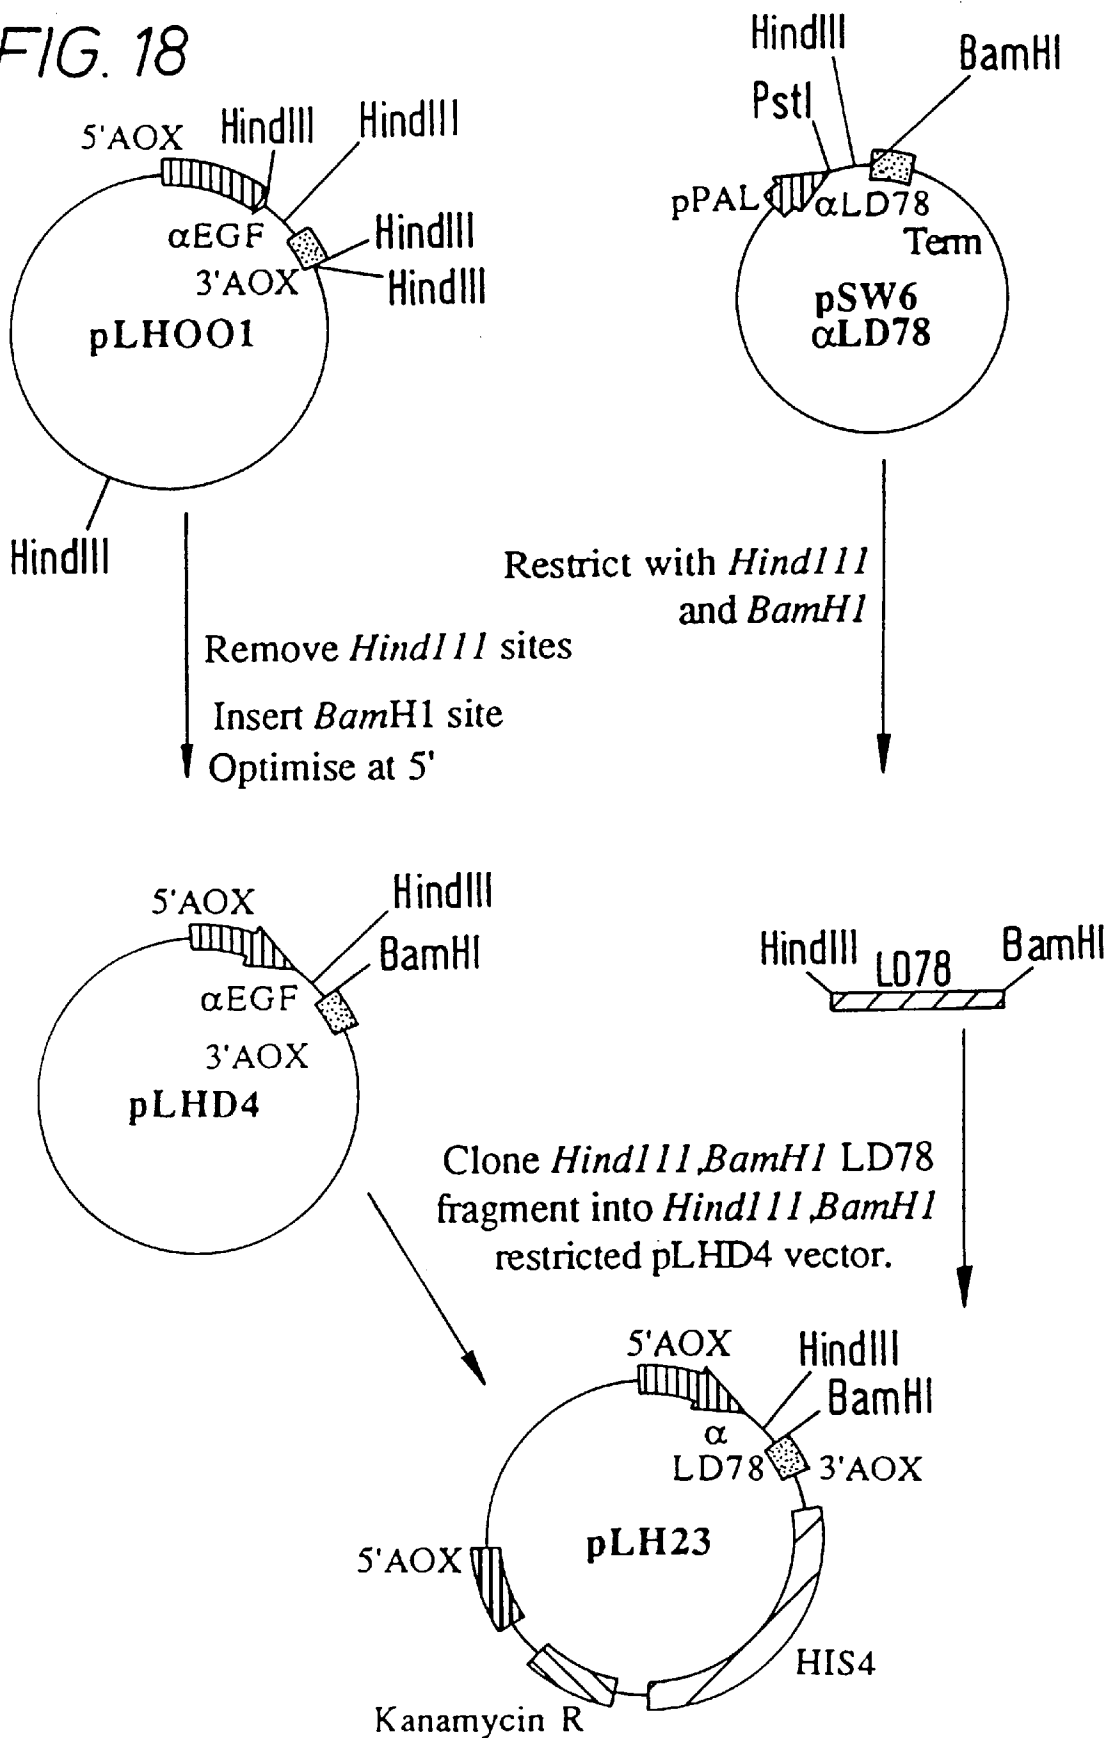 FIG. 18
5'AOX
HindIII
HindIII
αEGF
HindIII
3'AOX
HindIII
pLHOO1
HindIII
HindIII
BamHI
PstI
pPAL
αLD78
Term
pSW6
αLD78
Remove Hind111 sites
Insert BamH1 site
Optimise at 5'
Restrict with Hind111
and BamH1
5'AOX
HindIII
BamHI
αEGF
3'AOX
pLHD4
HindIII
LD78
BamHI
Clone Hind111,BamH1 LD78
fragment into Hind111,BamH1
restricted pLHD4 vector.
5'AOX
HindIII
BamHI
α
LD78
3'AOX
pLH23
5'AOX
HIS4
Kanamycin R